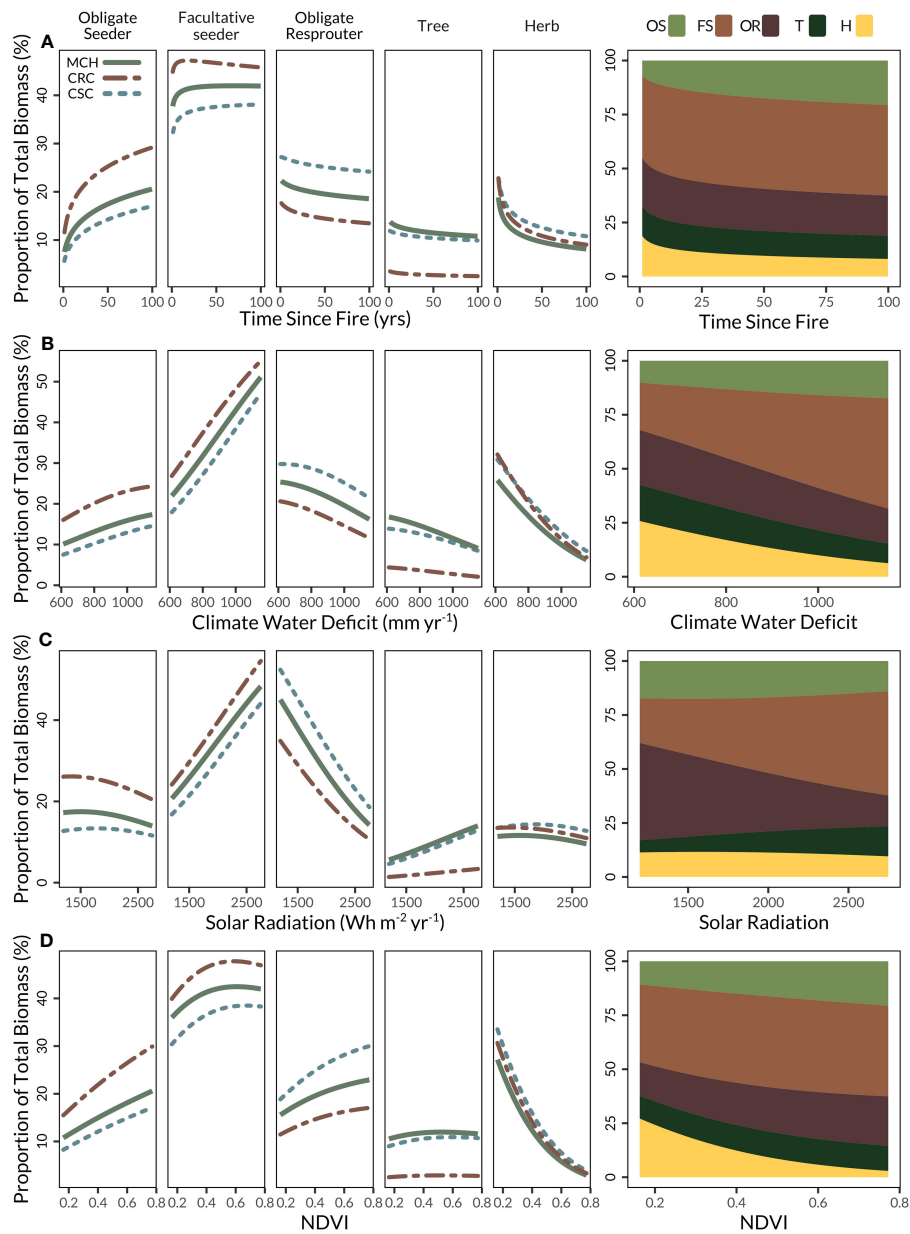 Obligate Seeder
Facultative seeder
Obligate Resprouter
Tree
Herb
OS FS OR T H
A
MCH
CRC
CSC
Proportion of Total Biomass (%)
40
30
20
10
0 50 100 0 50 100 0 50 100 0 50 100 0 50 100
Time Since Fire (yrs)
100
75
50
25
0
0 25 50 75 100
Time Since Fire
B
Proportion of Total Biomass (%)
50
40
30
20
10
0
600 800 1000 600 800 1000 600 800 1000 600 800 1000 600 800 1000
Climate Water Deficit (mm yr-1)
100
75
50
25
0
600 800 1000
Climate Water Deficit
C
Proportion of Total Biomass (%)
40
20
0
1500 2500 1500 2500 1500 2500 1500 2500 1500 2500
Solar Radiation (Wh m-2 yr-1)
100
75
50
25
0
1500 2000 2500
Solar Radiation
D
Proportion of Total Biomass (%)
40
30
20
10
0.2 0.4 0.6 0.8 0.2 0.4 0.6 0.8 0.2 0.4 0.6 0.8 0.2 0.4 0.6 0.8 0.2 0.4 0.6 0.8
NDVI
100
75
50
25
0
0.2 0.4 0.6 0.8
NDVI